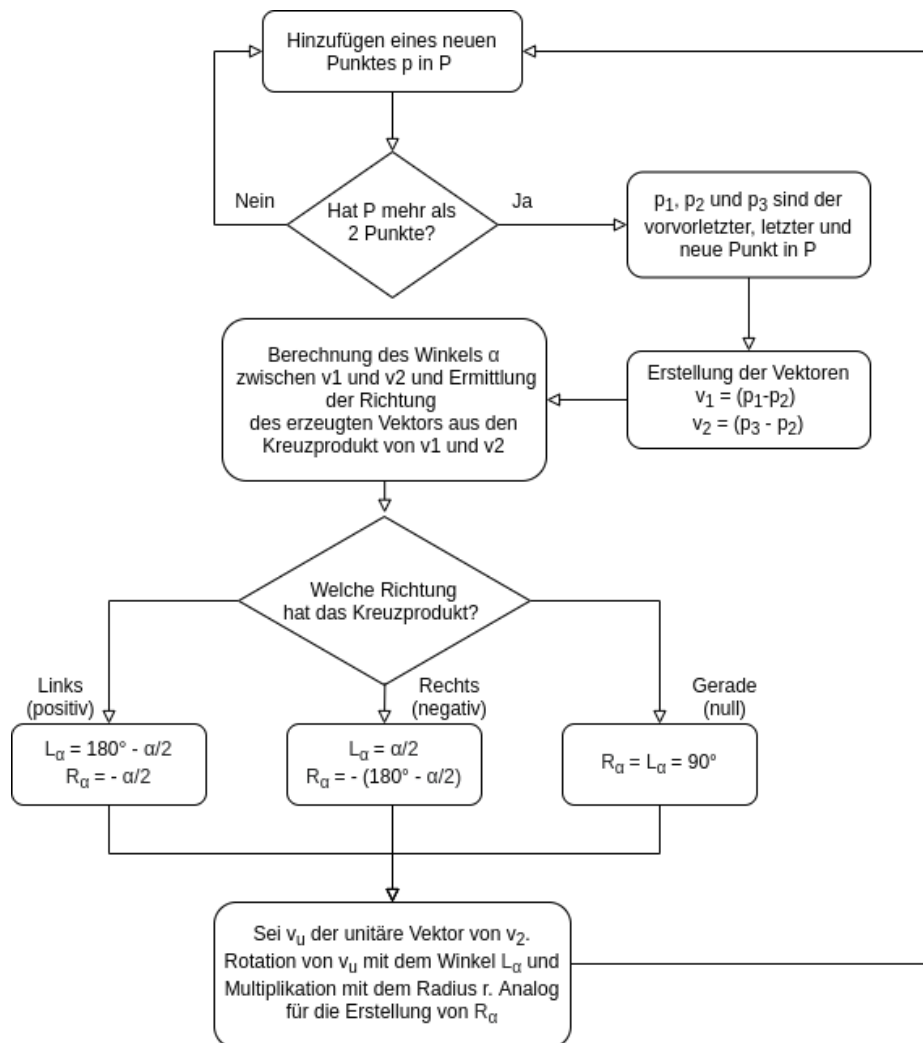 Hinzufügen eines neuen
Punktes p in P
Nein
Hat P mehr als
2 Punkte?
Ja
p₁, p₂ und p₃ sind der
vorvorletzter, letzter und
neue Punkt in P
Erstellung der Vektoren
v₁ = (p₁-p₂)
v₂ = (p₃ - p₂)
Berechnung des Winkels α
zwischen v1 und v2 und Ermittlung
der Richtung
des erzeugten Vektors aus den
Kreuzprodukt von v1 und v2
Welche Richtung
hat das Kreuzprodukt?
Links
(positiv)
Rechts
(negativ)
Gerade
(null)
Lα = 180° - α/2
Rα = - α/2
Lα = α/2
Rα = - (180° - α/2)
Rα = Lα = 90°
Sei vᵤ der unitäre Vektor von v₂.
Rotation von vᵤ mit dem Winkel Lα und
Multiplikation mit dem Radius r. Analog
für die Erstellung von Rα